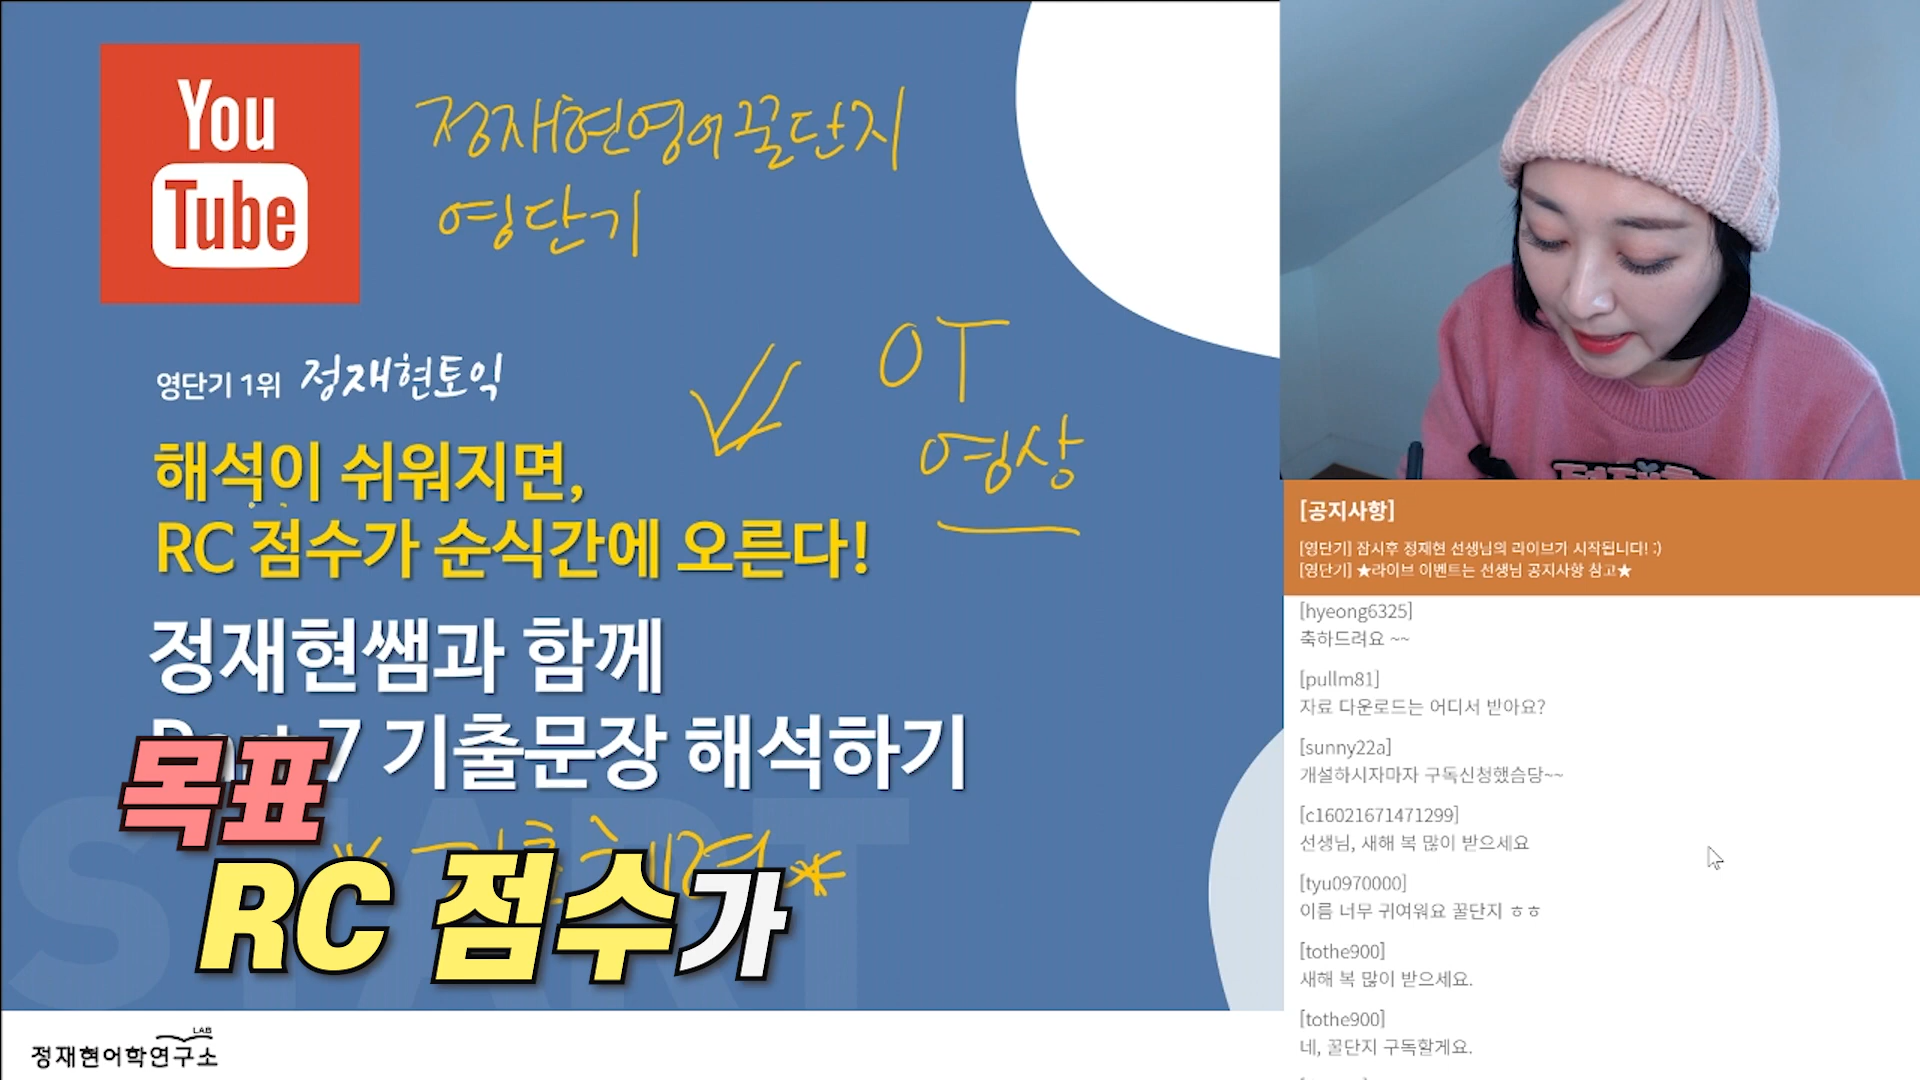 You
Tube
정재현영어꿀단지
영단기
OT
영상
영단기 1위 정재현토익
해석이 쉬워지면,
RC 점수가 순식간에 오른다!
정재현쌤과 함께
Part 7 기출문장 해석하기
목표
RC 점수가
START
LAB
정재현어학연구소
[공지사항]
[영단기] 잠시후 정재현 선생님의 라이브가 시작됩니다! :)
[영단기] ★라이브 이벤트는 선생님 공지사항 참고★
[hyeong6325]
축하드려요 ~~
[pullm81]
자료 다운로드는 어디서 받아요?
[sunny22a]
개설하시자마자 구독신청했슴당~~
[c16021671471299]
선생님, 새해 복 많이 받으세요
[tyu0970000]
이름 너무 귀여워요 꿀단지 ㅎㅎ
[tothe900]
새해 복 많이 받으세요.
[tothe900]
네, 꿀단지 구독할게요.